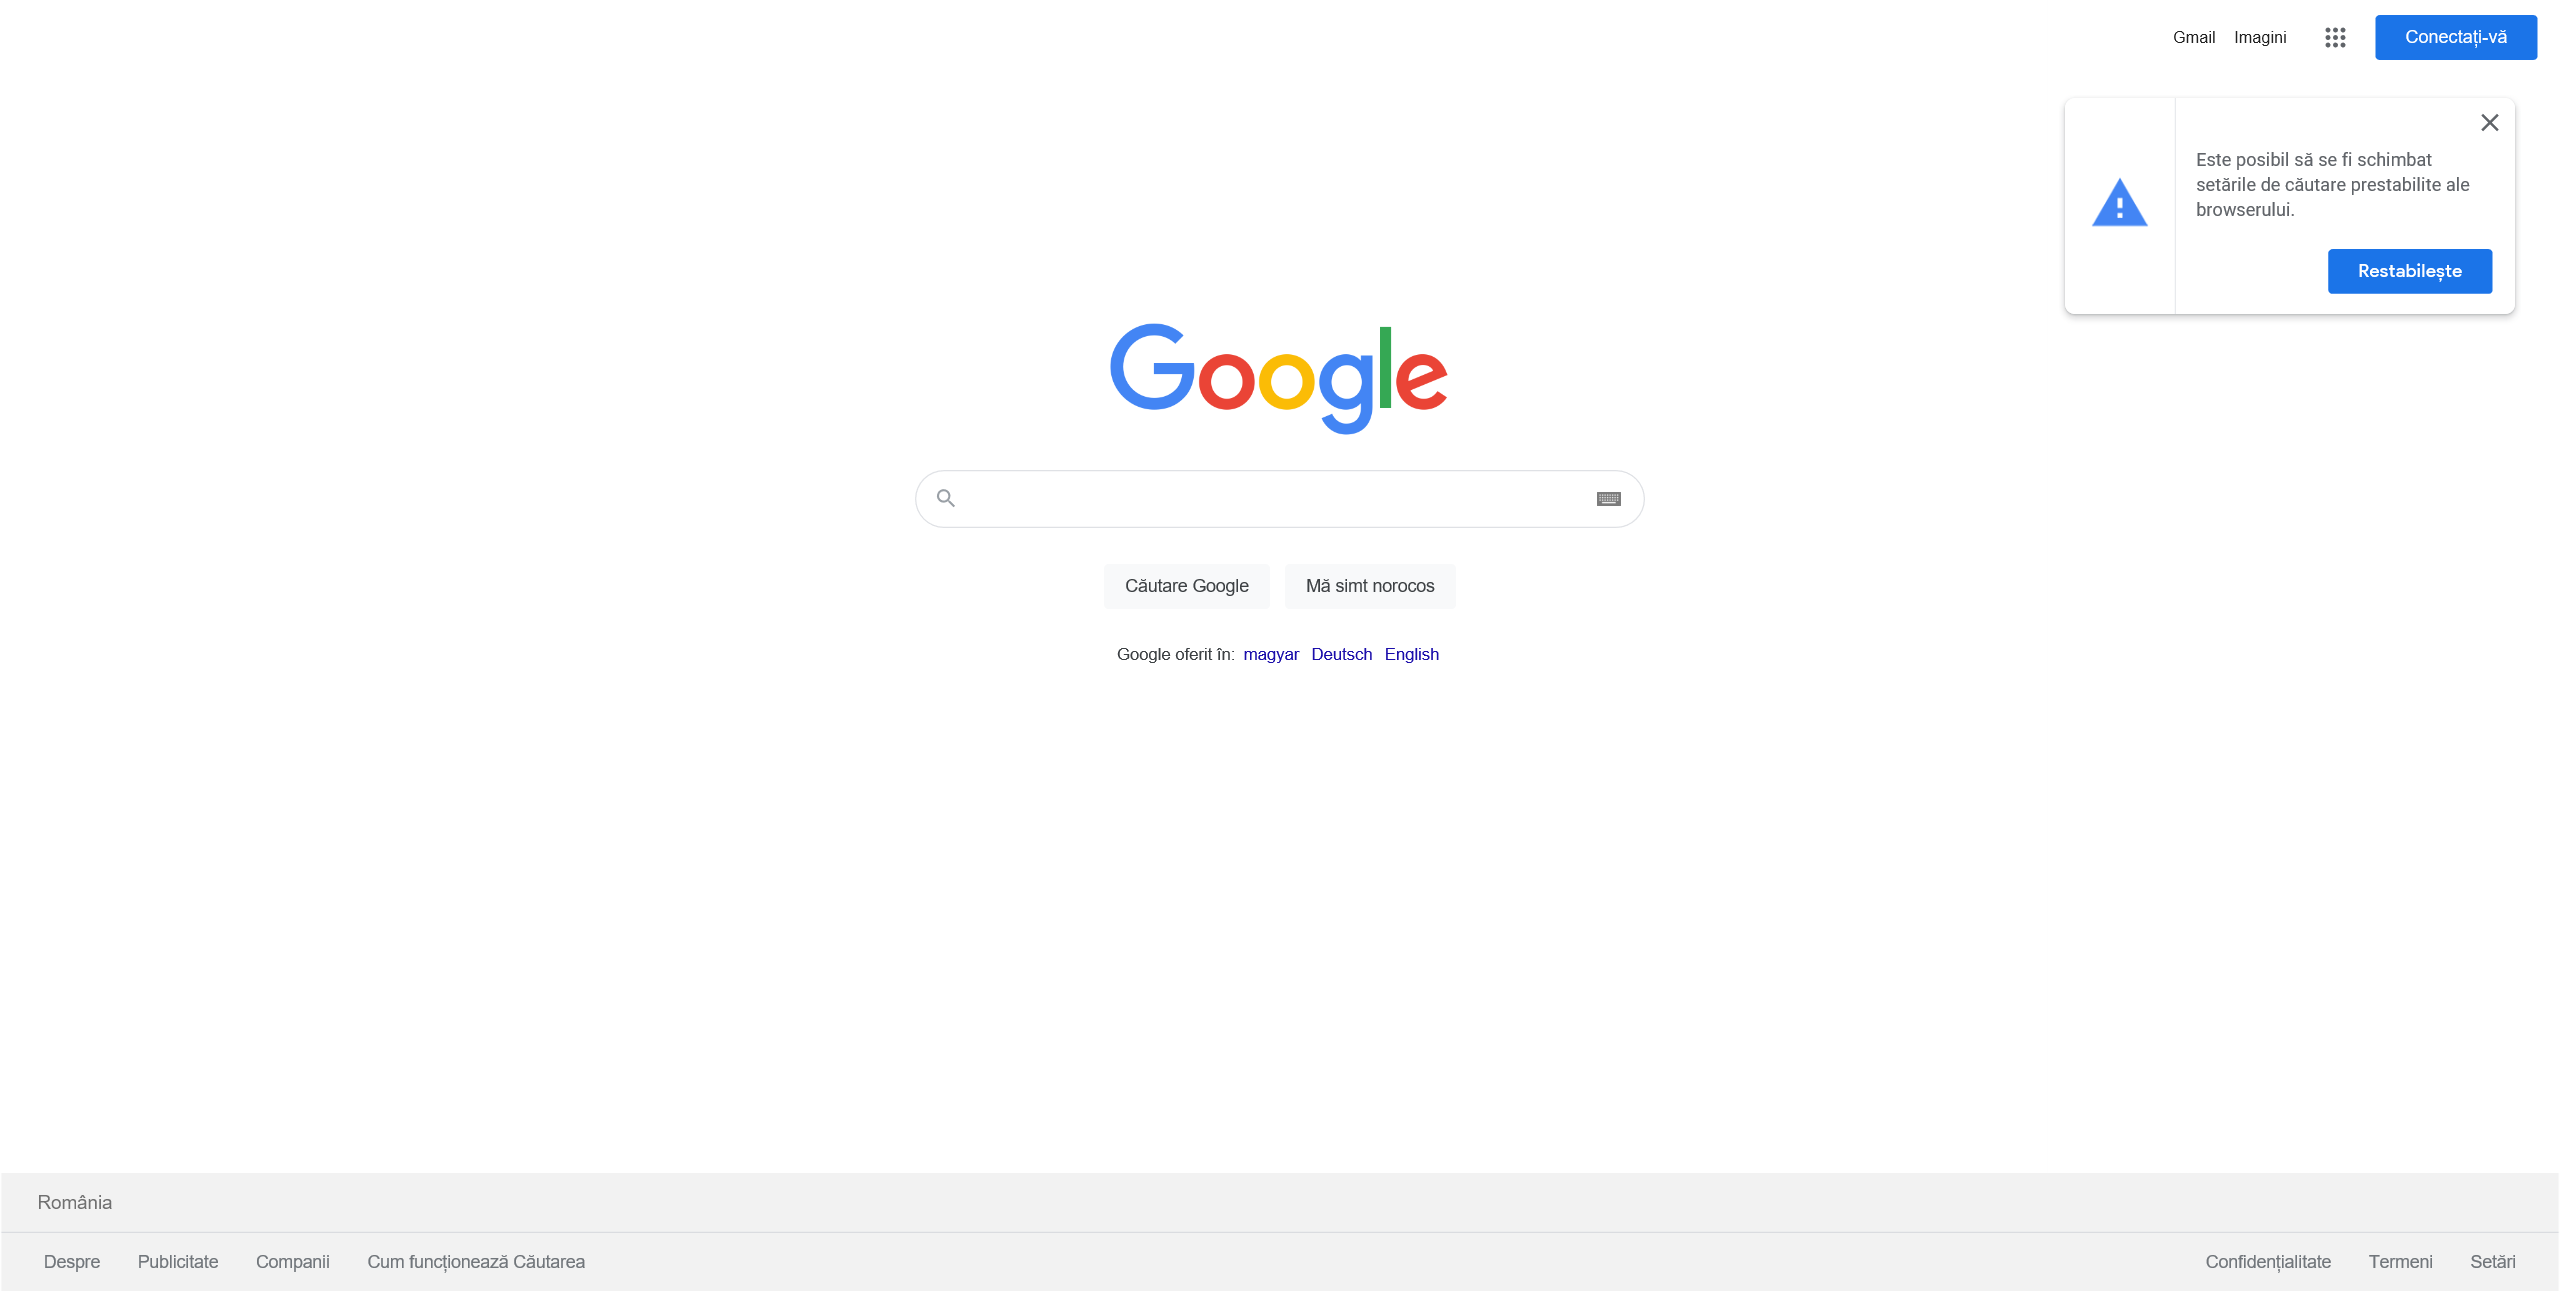 Gmail Imagini Conectați-vă
Este posibil să se fi schimbat
setările de căutare prestabilite ale
browserului.
Restabilește
Google
Căutare Google Mă simt norocos
Google oferit în: magyar Deutsch English
România
Despre Publicitate Companii Cum funcționează Căutarea Confidențialitate Termeni Setări